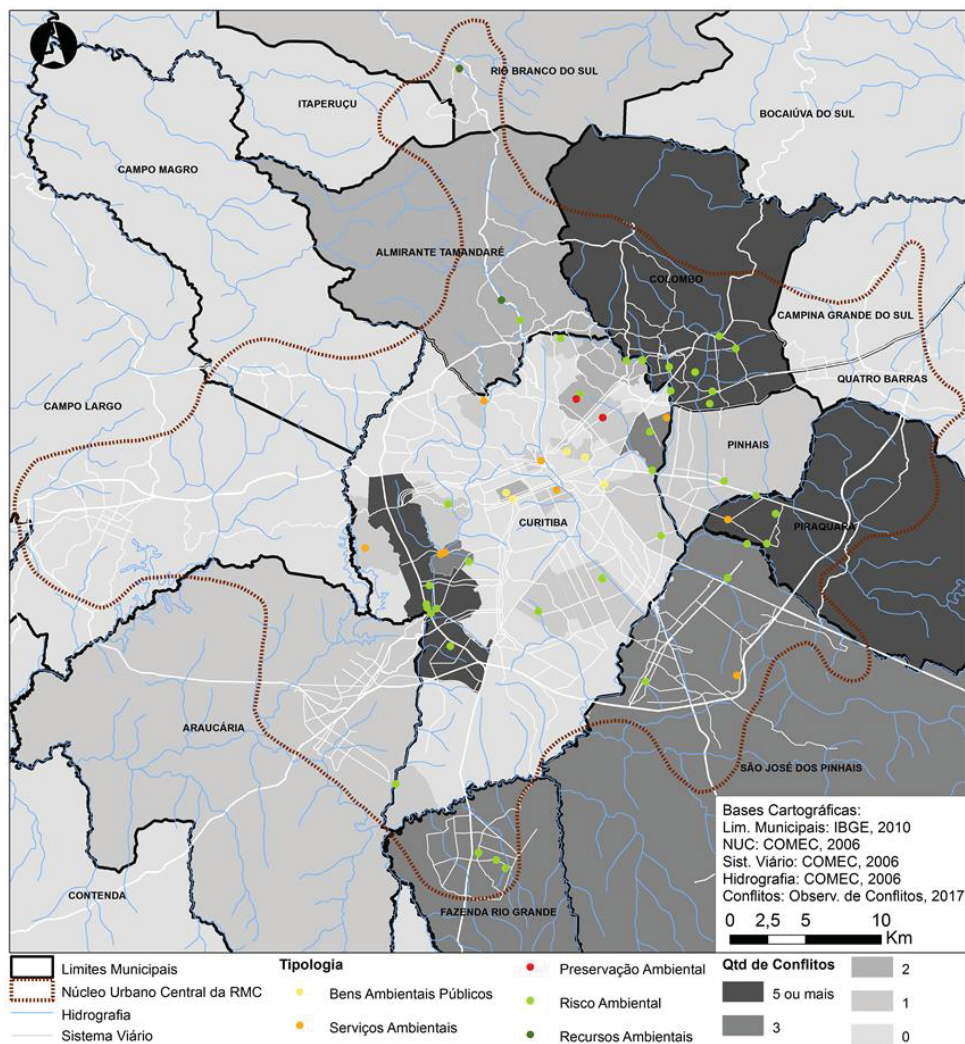 RIO BRANCO DO SUL
ITAPERUÇU
BOCAIÚVA DO SUL
CAMPO MAGRO
ALMIRANTE TAMANDARÉ
COLOMBO
CAMPINA GRANDE DO SUL
QUATRO BARRAS
CAMPO LARGO
PINHAIS
CURITIBA
PIRAQUARA
ARAUCÁRIA
SÃO JOSÉ DOS PINHAIS
CONTENDA
FAZENDA RIO GRANDE
Bases Cartográficas:
Lim. Municipais: IBGE, 2010
NUC: COMEC, 2006
Sist. Viário: COMEC, 2006
Hidrografia: COMEC, 2006
Conflitos: Observ. de Conflitos, 2017
0 2,5 5 10
Km
Limites Municipais
Núcleo Urbano Central da RMC
Hidrografia
Sistema Viário
Tipologia
Bens Ambientais Públicos
Serviços Ambientais
Preservação Ambiental
Risco Ambiental
Recursos Ambientais
Qtd de Conflitos
5 ou mais
3
2
1
0